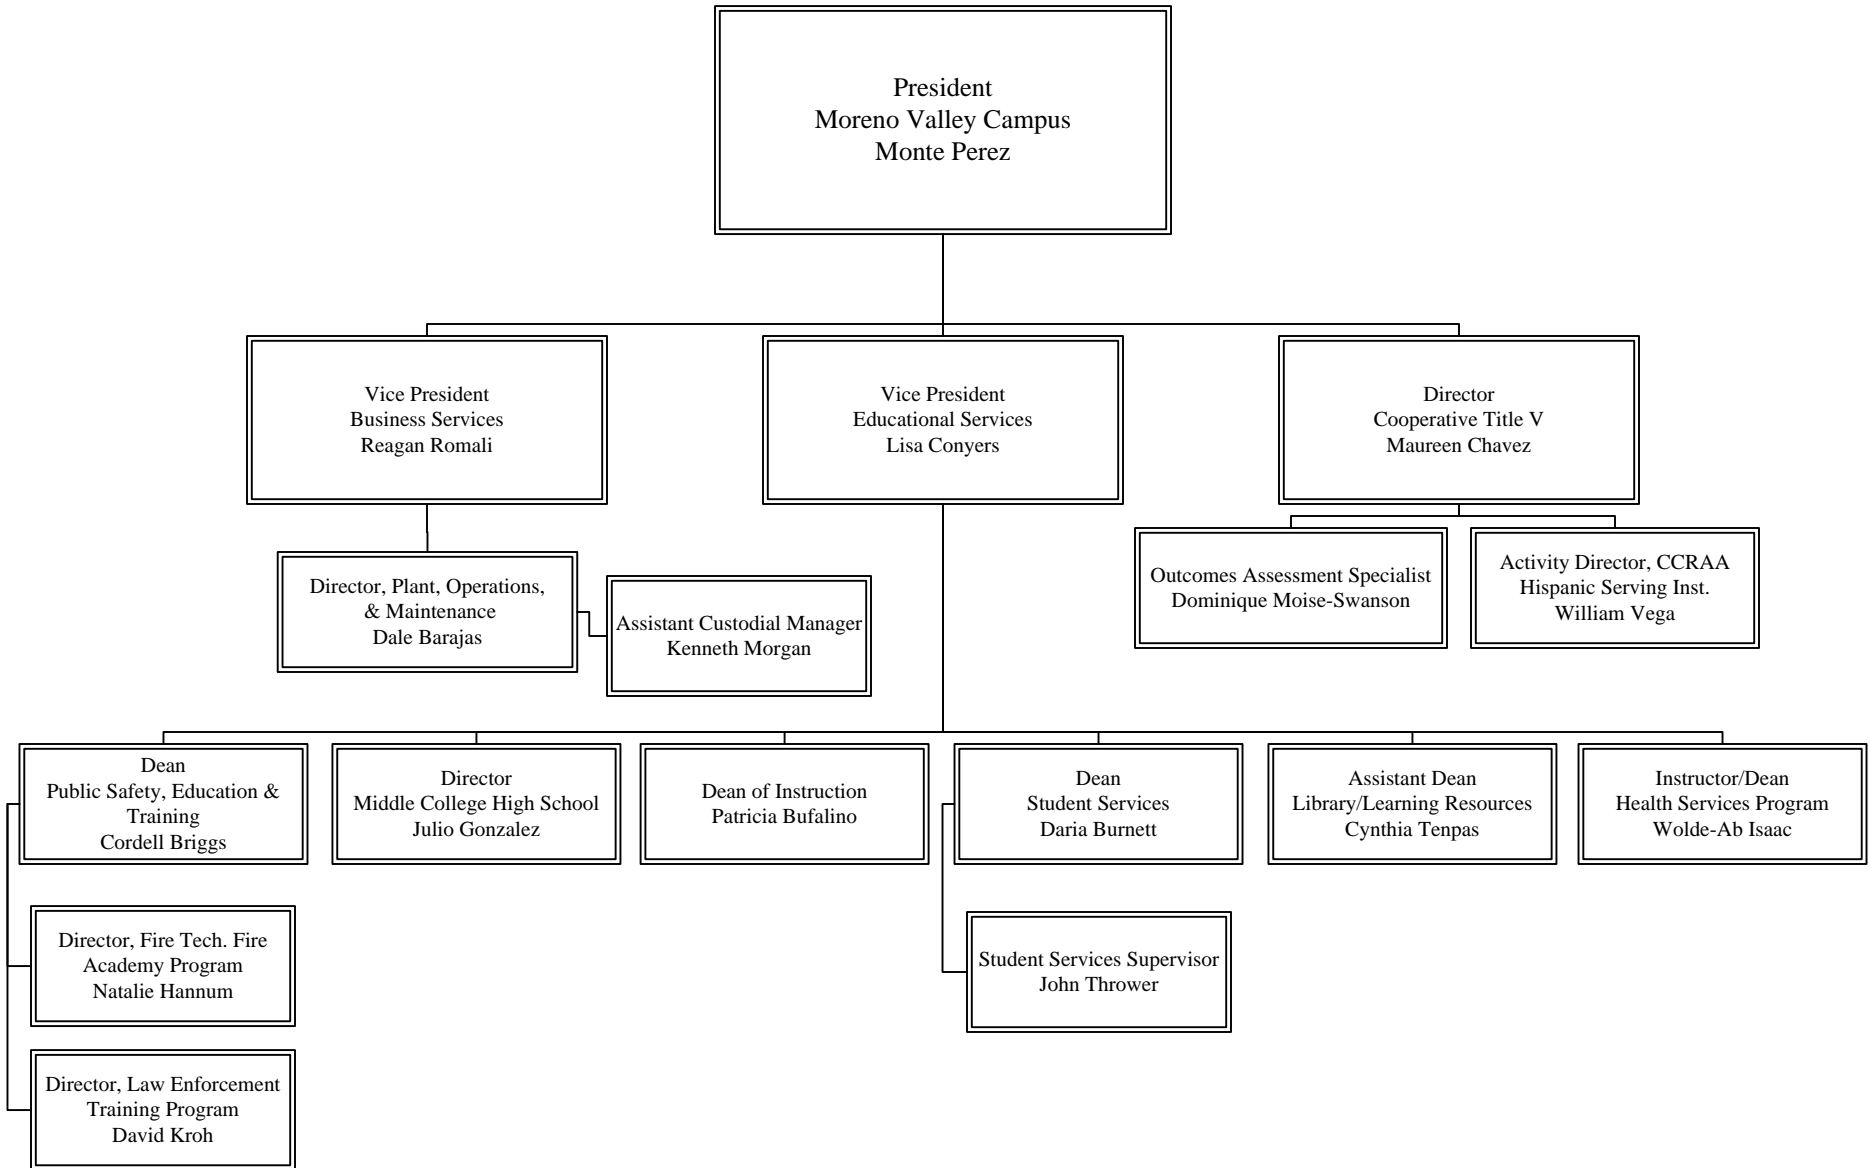 President
Moreno Valley Campus
Monte Perez
Vice President
Business Services
Reagan Romali
Vice President
Educational Services
Lisa Conyers
Director
Cooperative Title V
Maureen Chavez
Director, Plant, Operations,
& Maintenance
Dale Barajas
Assistant Custodial Manager
Kenneth Morgan
Outcomes Assessment Specialist
Dominique Moise-Swanson
Activity Director, CCRAA
Hispanic Serving Inst.
William Vega
Dean
Public Safety, Education &
Training
Cordell Briggs
Director
Middle College High School
Julio Gonzalez
Dean of Instruction
Patricia Bufalino
Dean
Student Services
Daria Burnett
Assistant Dean
Library/Learning Resources
Cynthia Tenpas
Instructor/Dean
Health Services Program
Wolde-Ab Isaac
Director, Fire Tech. Fire
Academy Program
Natalie Hannum
Student Services Supervisor
John Thrower
Director, Law Enforcement
Training Program
David Kroh